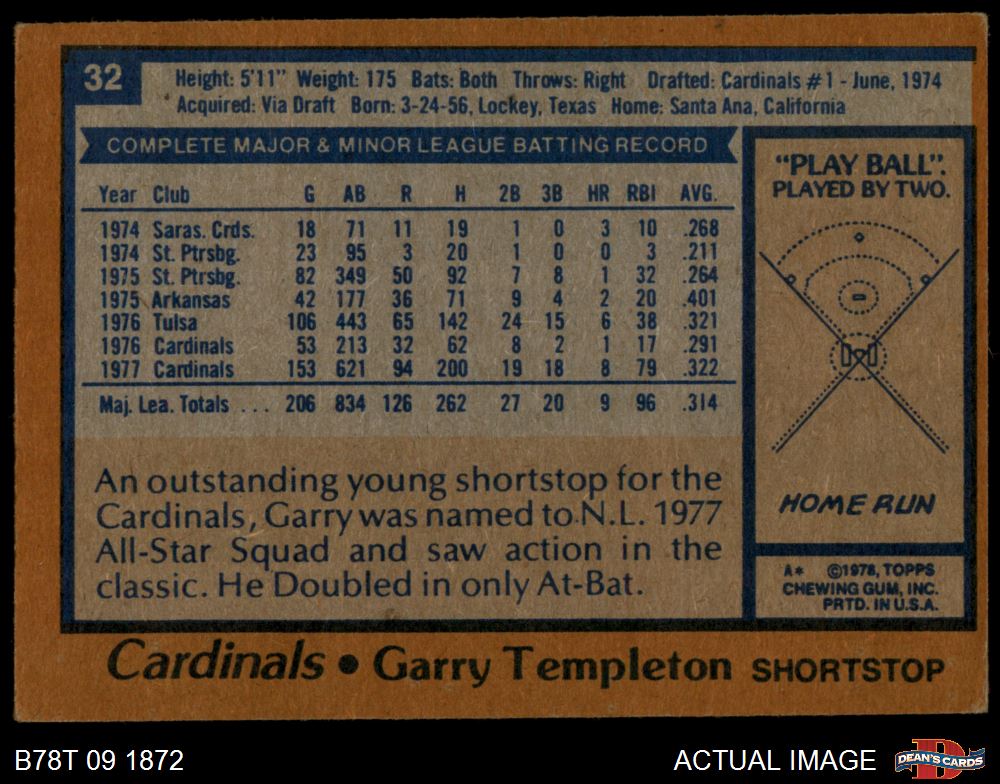 32
Height: 5'11" Weight: 175 Bats: Both Throws: Right Drafted: Cardinals #1 - June, 1974
Acquired: Via Draft Born: 3-24-56, Lockey, Texas Home: Santa Ana, California
COMPLETE MAJOR & MINOR LEAGUE BATTING RECORD
Year Club G AB R H 2B 3B HR RBI AVG.
1974 Saras. Crds. 18 71 11 19 1 0 3 10 .268
1974 St. Ptrsbg. 23 95 3 20 1 0 0 3 .211
1975 St. Ptrsbg. 82 349 50 92 7 8 1 32 .264
1975 Arkansas 42 177 36 71 9 4 2 20 .401
1976 Tulsa 106 443 65 142 24 15 6 38 .321
1976 Cardinals 53 213 32 62 8 2 1 17 .291
1977 Cardinals 153 621 94 200 19 18 8 79 .322
Maj. Lea. Totals ... 206 834 126 262 27 20 9 96 .314
An outstanding young shortstop for the
Cardinals, Garry was named to N.L. 1977
All-Star Squad and saw action in the
classic. He Doubled in only At-Bat.
"PLAY BALL".
PLAYED BY TWO.
HOME RUN
A* ©1978, TOPPS
CHEWING GUM, INC.
PRTD. IN U.S.A.
Cardinals • Garry Templeton SHORTSTOP
B78T 09 1872
ACTUAL IMAGE
D
DEAN'S CARDS